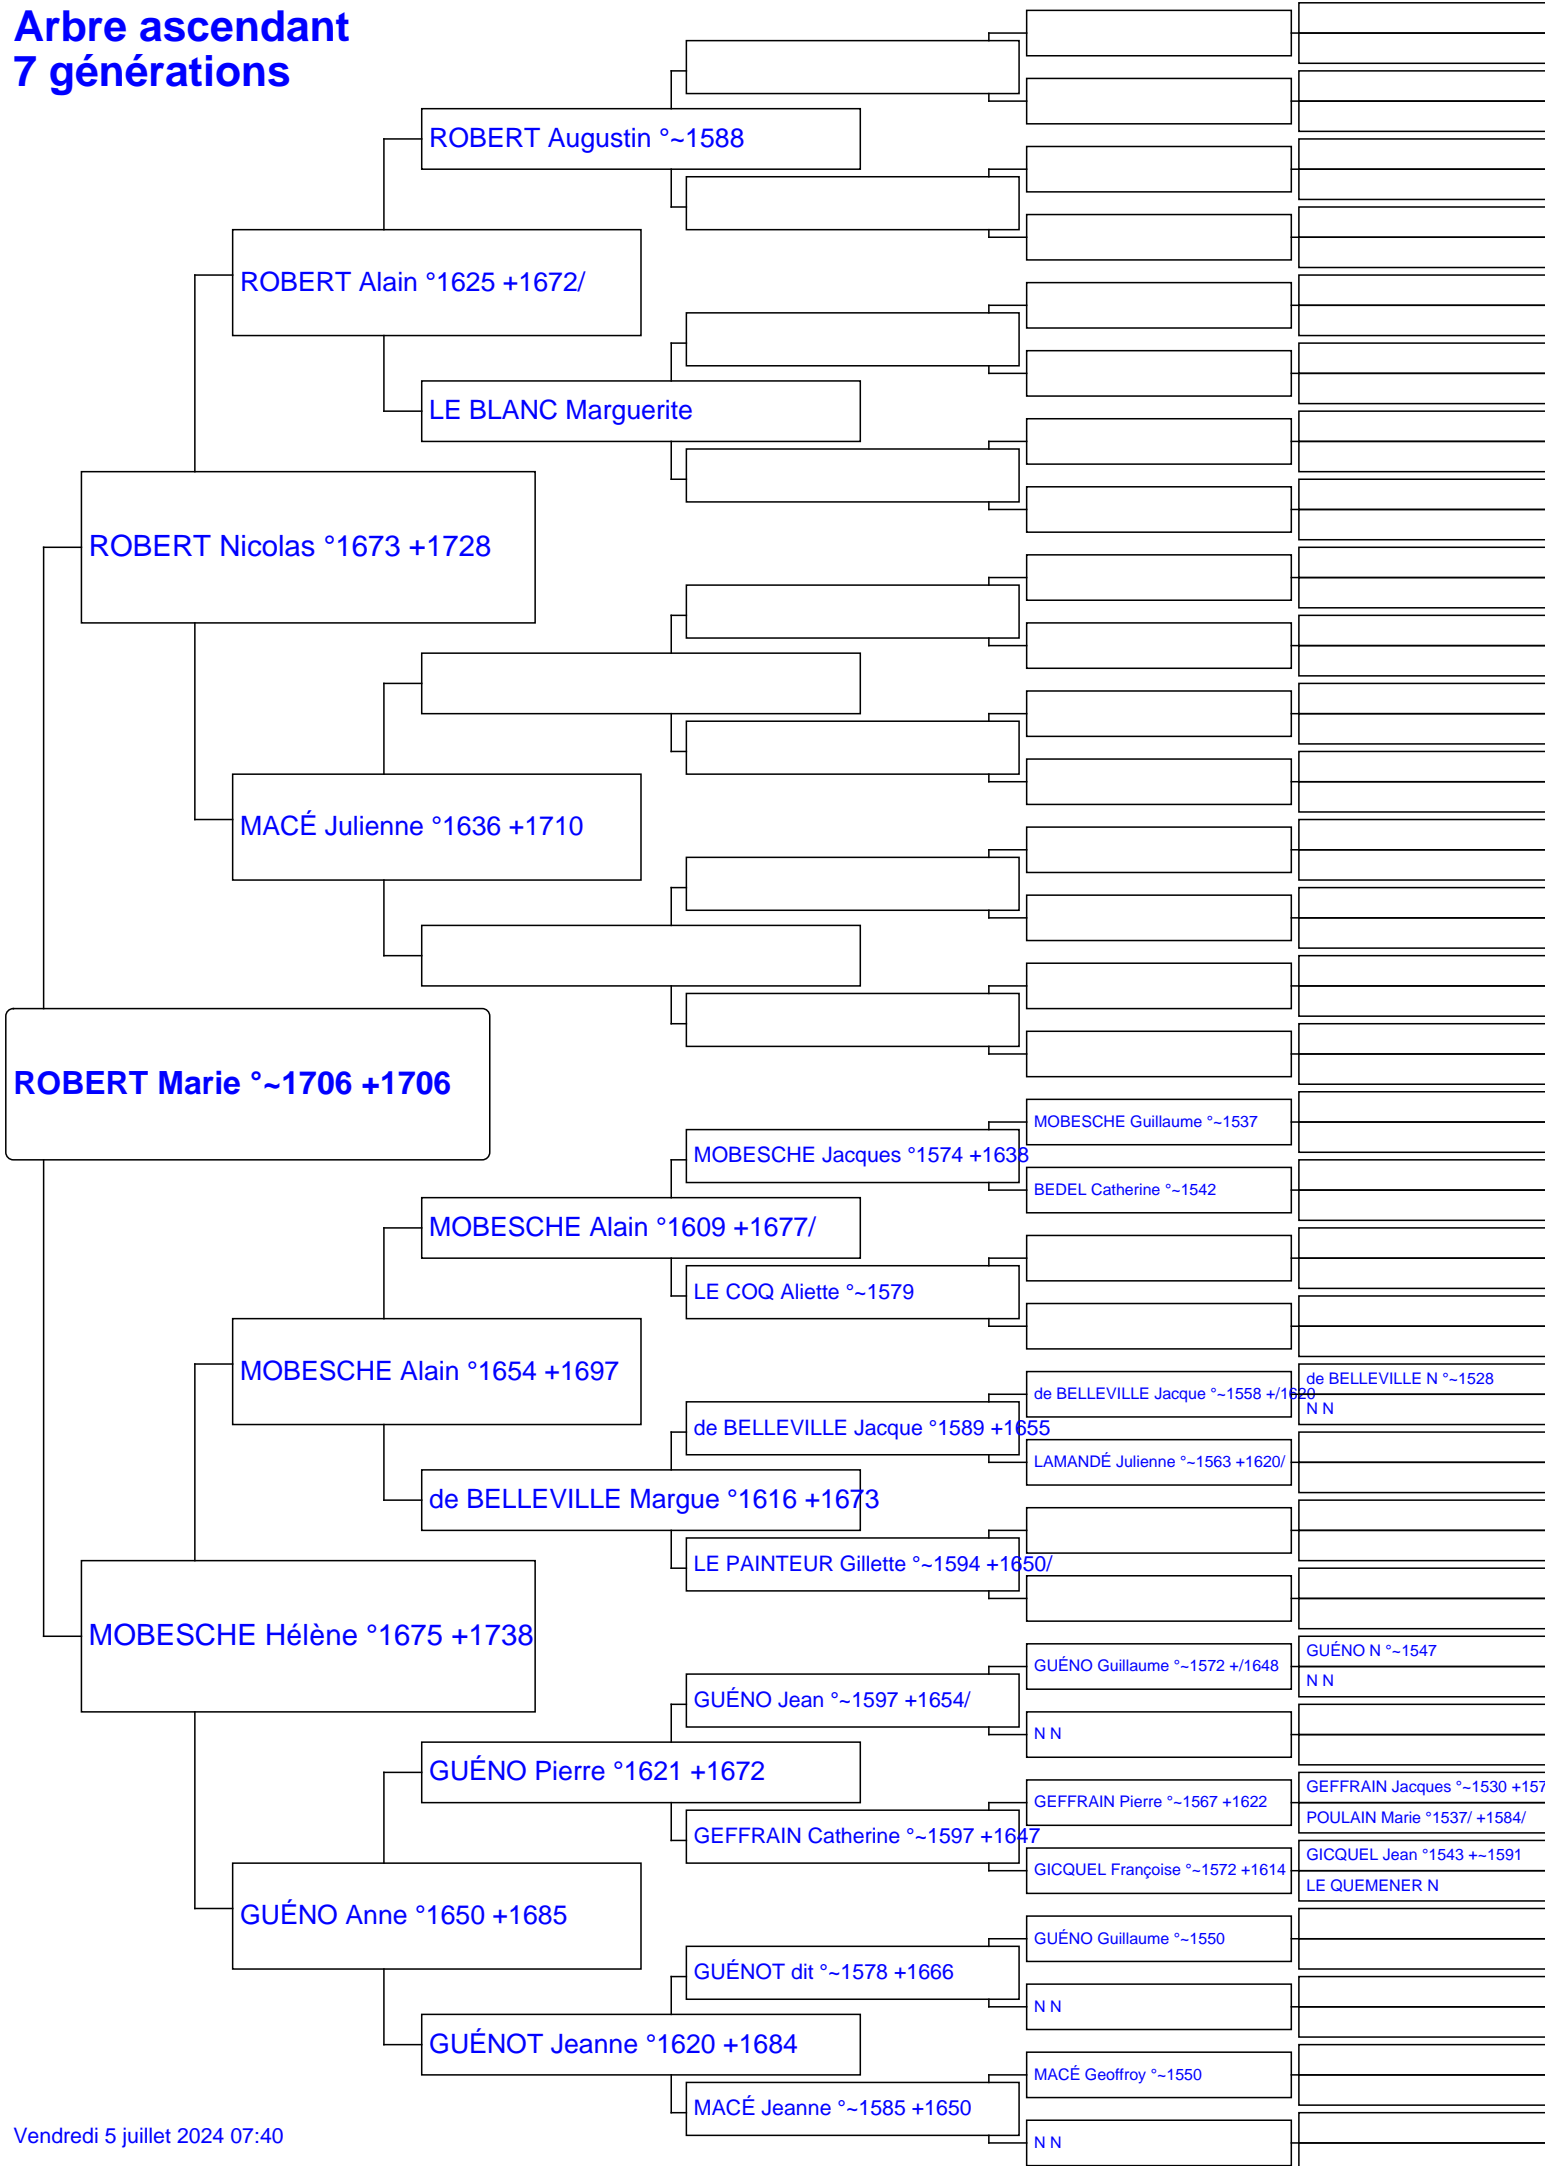 Arbre ascendant
7 générations
ROBERT Augustin °~1588
ROBERT Alain °1625 +1672/
LE BLANC Marguerite
ROBERT Nicolas °1673 +1728
MACÉ Julienne °1636 +1710
ROBERT Marie °~1706 +1706
MOBESCHE Guillaume °~1537
MOBESCHE Jacques °1574 +1638
BEDEL Catherine °~1542
MOBESCHE Alain °1609 +1677/
LE COQ Aliette °~1579
MOBESCHE Alain °1654 +1697
de BELLEVILLE N °~1528
de BELLEVILLE Jacque °~1558 +/1620
N N
de BELLEVILLE Jacque °1589 +1655
LAMANDÉ Julienne °~1563 +1620/
de BELLEVILLE Margue °1616 +1673
LE PAINTEUR Gillette °~1594 +1650/
MOBESCHE Hélène °1675 +1738
GUÉNO N °~1547
GUÉNO Guillaume °~1572 +/1648
N N
GUÉNO Jean °~1597 +1654/
N N
GUÉNO Pierre °1621 +1672
GEFFRAIN Jacques °~1530 +157
GEFFRAIN Pierre °~1567 +1622
POULAIN Marie °1537/ +1584/
GEFFRAIN Catherine °~1597 +1647
GICQUEL Jean °1543 +~1591
GICQUEL Françoise °~1572 +1614
LE QUEMENER N
GUÉNO Anne °1650 +1685
GUÉNO Guillaume °~1550
GUÉNOT dit °~1578 +1666
N N
GUÉNOT Jeanne °1620 +1684
MACÉ Geoffroy °~1550
MACÉ Jeanne °~1585 +1650
N N
Vendredi 5 juillet 2024 07:40